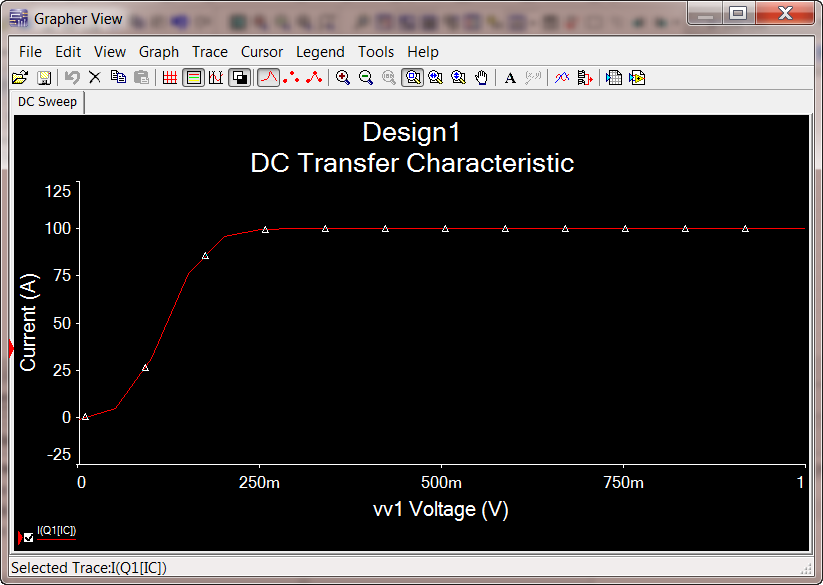 Grapher View
File Edit View Graph Trace Cursor Legend Tools Help
A
DC Sweep
Design1
DC Transfer Characteristic
Current (A)
125
100
75
50
25
0
-25
0 250m 500m 750m 1
vv1 Voltage (V)
I(Q1[IC])
Selected Trace:I(Q1[IC])